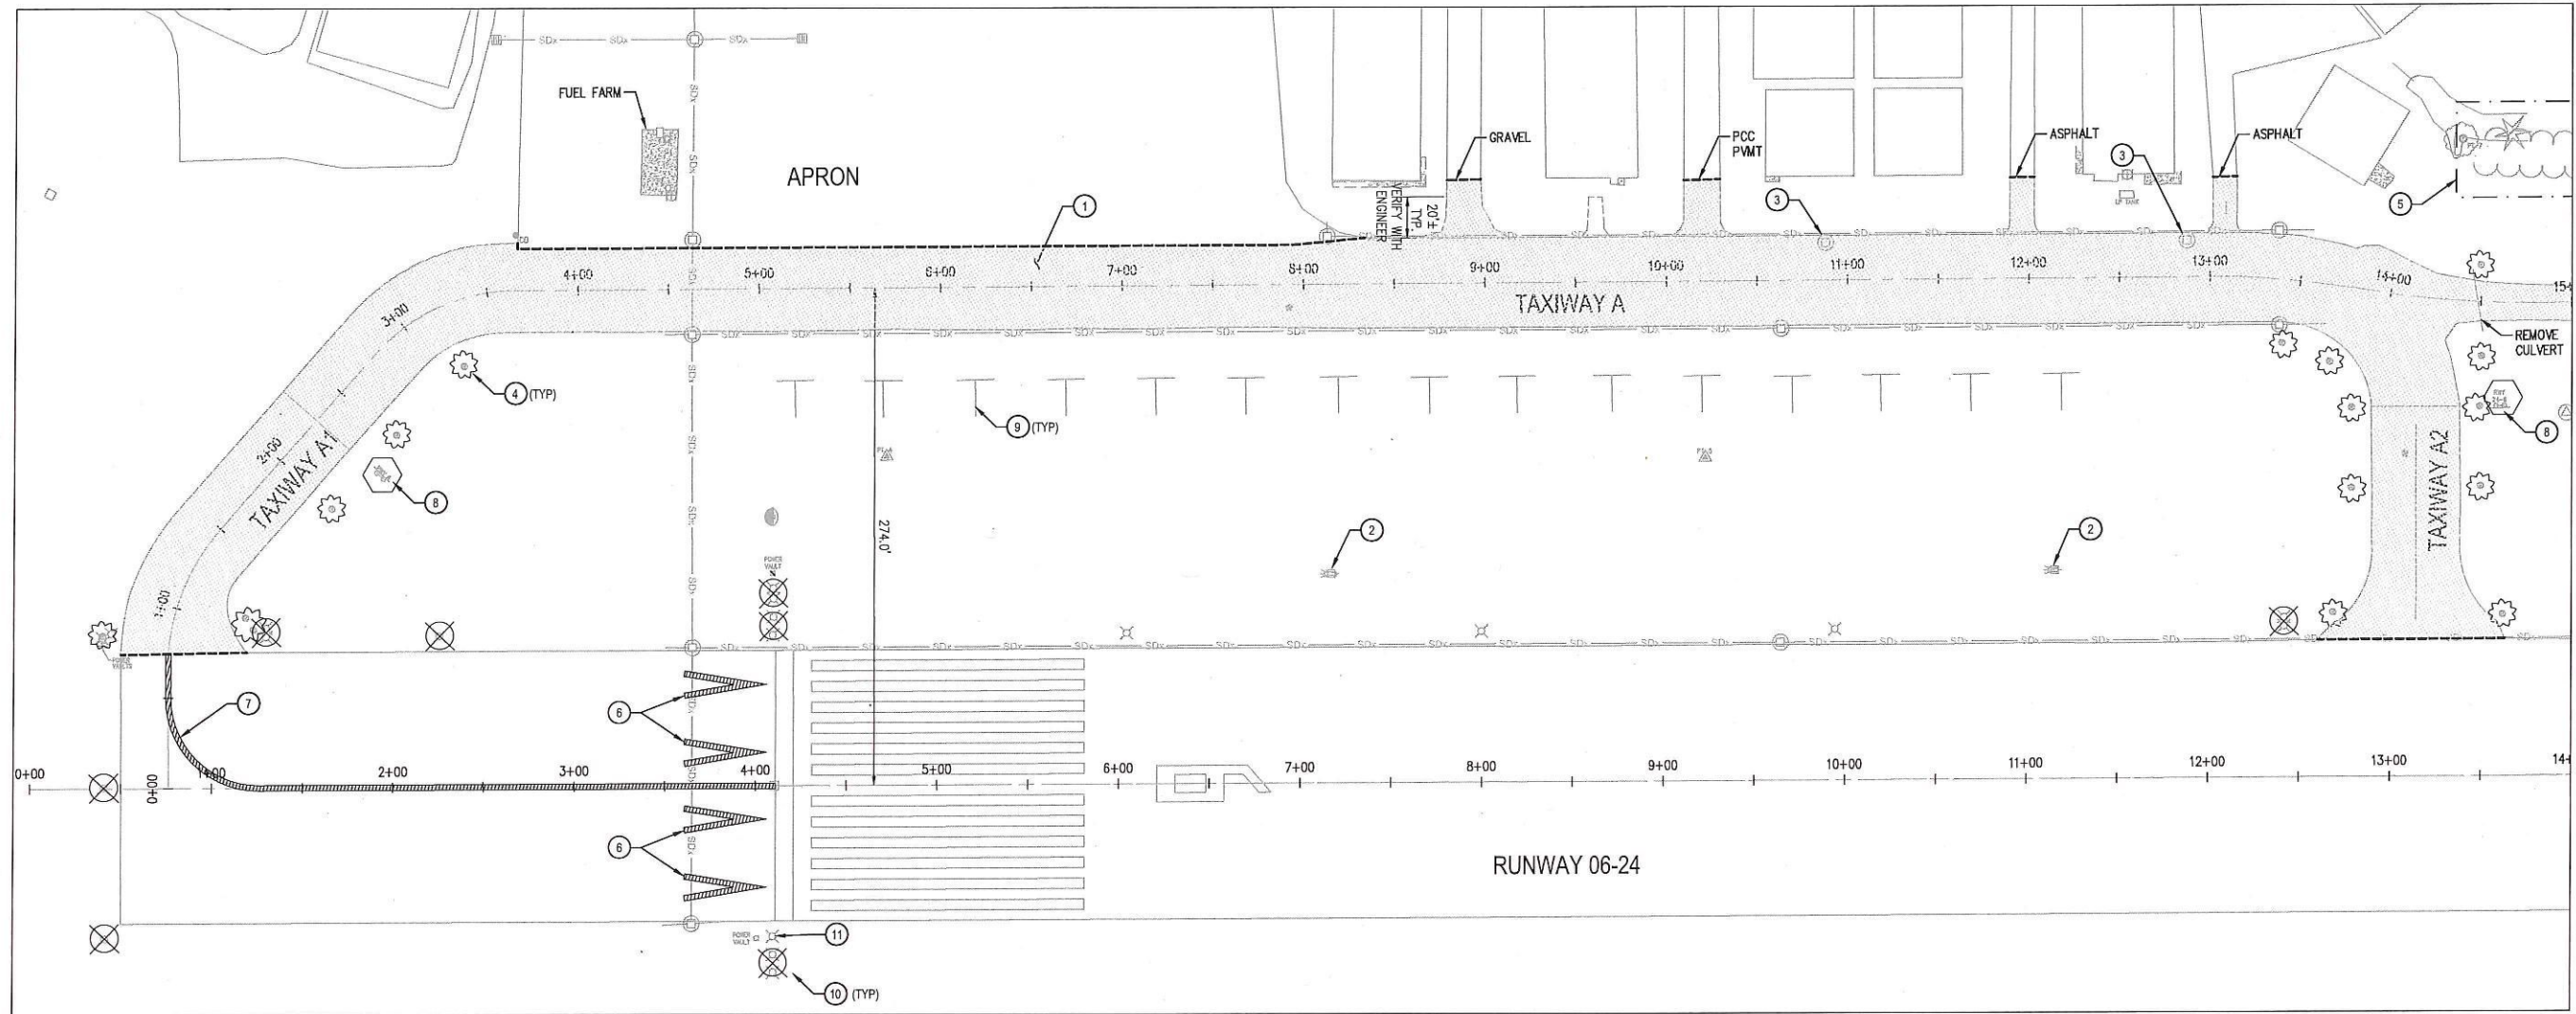 SDx SDx SDx
FUEL FARM
APRON
GRAVEL
PCC
PVMT
ASPHALT
ASPHALT
LP TANK
VERIFY WITH
ENGINEER
20'±
TYP.
1
3
3
5
4+00 5+00 6+00 7+00 8+00 9+00 10+00 11+00 12+00 13+00 14+00
3+00
TAXIWAY A
REMOVE
CULVERT
4 (TYP)
9 (TYP)
2+00
TAXIWAY A1
8
8
274.0'
2
2
TAXIWAY A2
POWER
VAULT
1+00
7
6
0+00 1+00 2+00 3+00 4+00 5+00 6+00 7+00 8+00 9+00 10+00 11+00 12+00 13+00
0+00
6
RUNWAY 06-24
POWER
VAULT
11
10 (TYP)